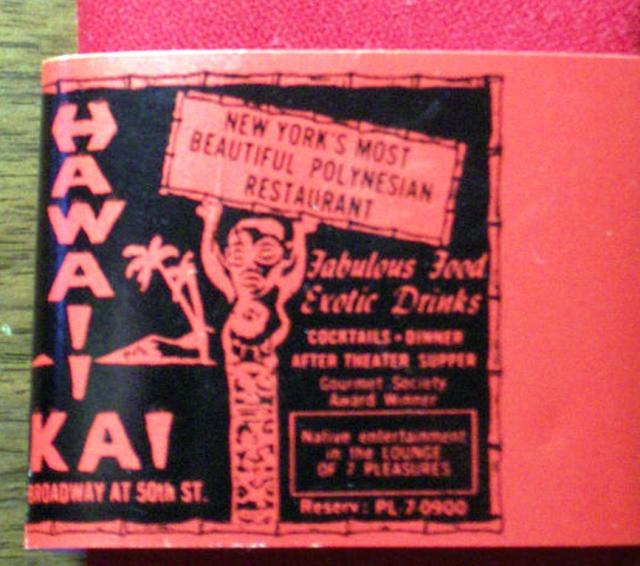 HAWAII
KAI
BROADWAY AT 50th ST.
NEW YORK'S MOST
BEAUTIFUL POLYNESIAN
RESTAURANT
Fabulous Food
Exotic Drinks
COCKTAILS • DINNER
AFTER THEATER SUPPER
Gourmet Society
Award Winner
Native entertainment
in the LOUNGE
OF 7 PLEASURES
Reserv: PL 7-0900